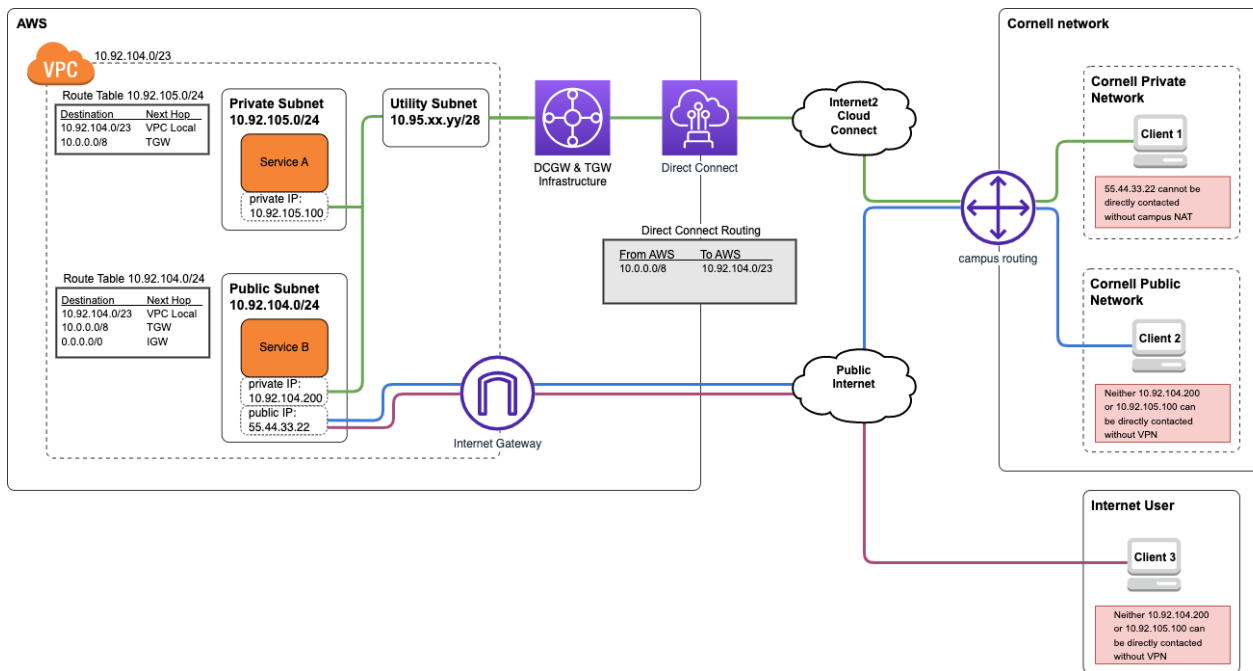 AWS
VPC
10.92.104.0/23
Route Table 10.92.105.0/24
Destination Next Hop
10.92.104.0/23 VPC Local
10.0.0.0/8 TGW
Private Subnet
10.92.105.0/24
Service A
private IP:
10.92.105.100
Utility Subnet
10.95.xx.yy/28
DCGW & TGW
Infrastructure
Direct Connect
Internet2
Cloud
Connect
Direct Connect Routing
From AWS To AWS
10.0.0.0/8 10.92.104.0/23
Route Table 10.92.104.0/24
Destination Next Hop
10.92.104.0/23 VPC Local
10.0.0.0/8 TGW
0.0.0.0/0 IGW
Public Subnet
10.92.104.0/24
Service B
private IP:
10.92.104.200
public IP:
55.44.33.22
Internet Gateway
Public
Internet
Cornell network
campus routing
Cornell Private
Network
Client 1
55.44.33.22 cannot be
directly contacted
without campus NAT
Cornell Public
Network
Client 2
Neither 10.92.104.200
or 10.92.105.100 can
be directly contacted
without VPN
Internet User
Client 3
Neither 10.92.104.200
or 10.92.105.100 can
be directly contacted
without VPN